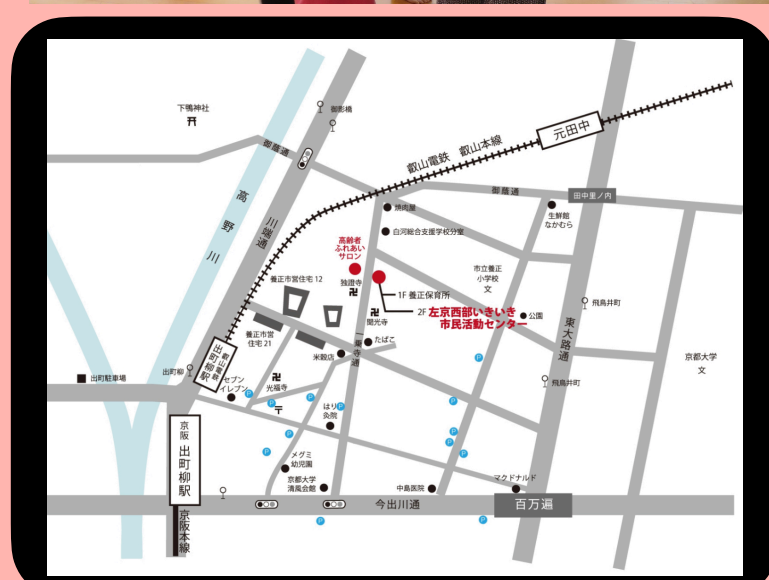 下鴨神社
御影橋
御蔭通
叡山電鉄 叡山本線
元田中
御蔭通
田中里ノ内
高野川
川端通
焼肉屋
白河総合支援学校分室
生鮮館
なかむら
高齢者
ふれあい
サロン
独證寺
養正市営住宅 12
1F 養正保育所
2F 左京西部いきいき
市民活動センター
市立養正
小学校
文
公園
飛鳥井町
東大路通
京都大学
文
聞光寺
たばこ
一乗寺通
米穀店
養正市営
住宅 21
叡山電鉄
出町柳駅
出町柳
出町駐車場
セブン
イレブン
光福寺
P
P
P
P
P
P
P
P
P
P
P
〒
はり
灸院
飛鳥井町
メグミ
幼児園
京都大学
清風会館
中島医院
マクドナルド
京阪
出町柳駅
京阪本線
今出川通
百万遍